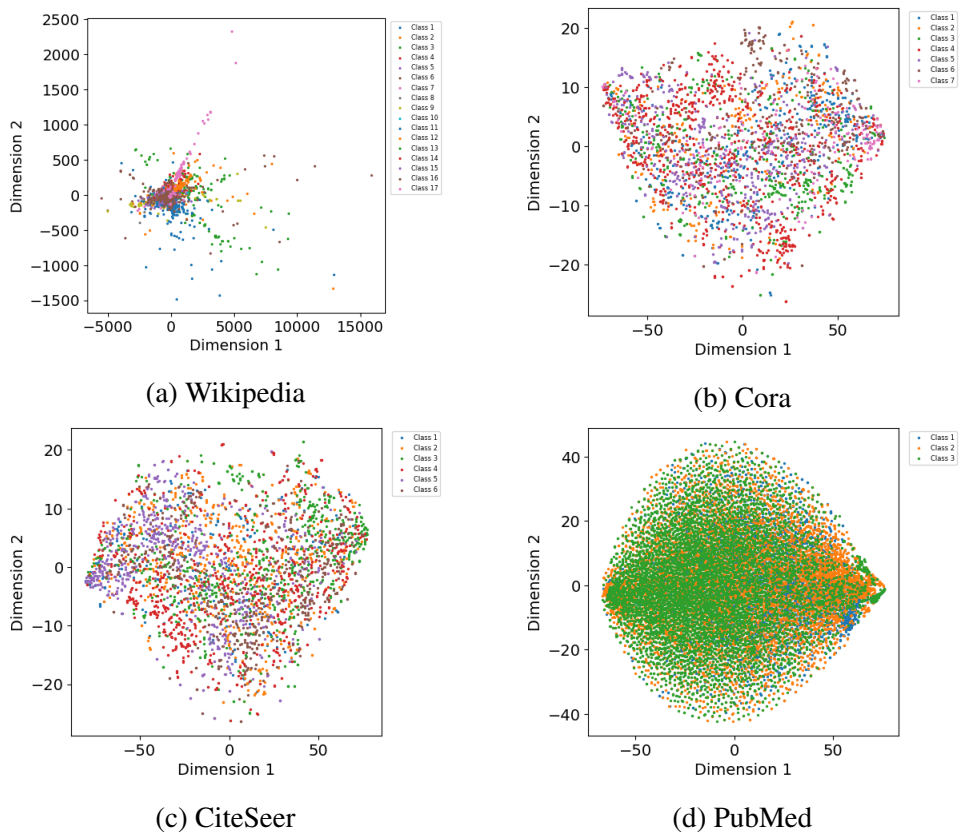 2500
2000
1500
1000
500
0
−500
−1000
−1500
−5000 0 5000 10000 15000
Dimension 1
Dimension 2
Class 1
Class 2
Class 3
Class 4
Class 5
Class 6
Class 7
Class 8
Class 9
Class 10
Class 11
Class 12
Class 13
Class 14
Class 15
Class 16
Class 17
(a) Wikipedia
20
10
0
−10
−20
−50 0 50
Dimension 1
Dimension 2
Class 1
Class 2
Class 3
Class 4
Class 5
Class 6
Class 7
(b) Cora
20
10
0
−10
−20
−50 0 50
Dimension 1
Dimension 2
Class 1
Class 2
Class 3
Class 4
Class 5
Class 6
(c) CiteSeer
40
20
0
−20
−40
−50 0 50
Dimension 1
Dimension 2
Class 1
Class 2
Class 3
(d) PubMed